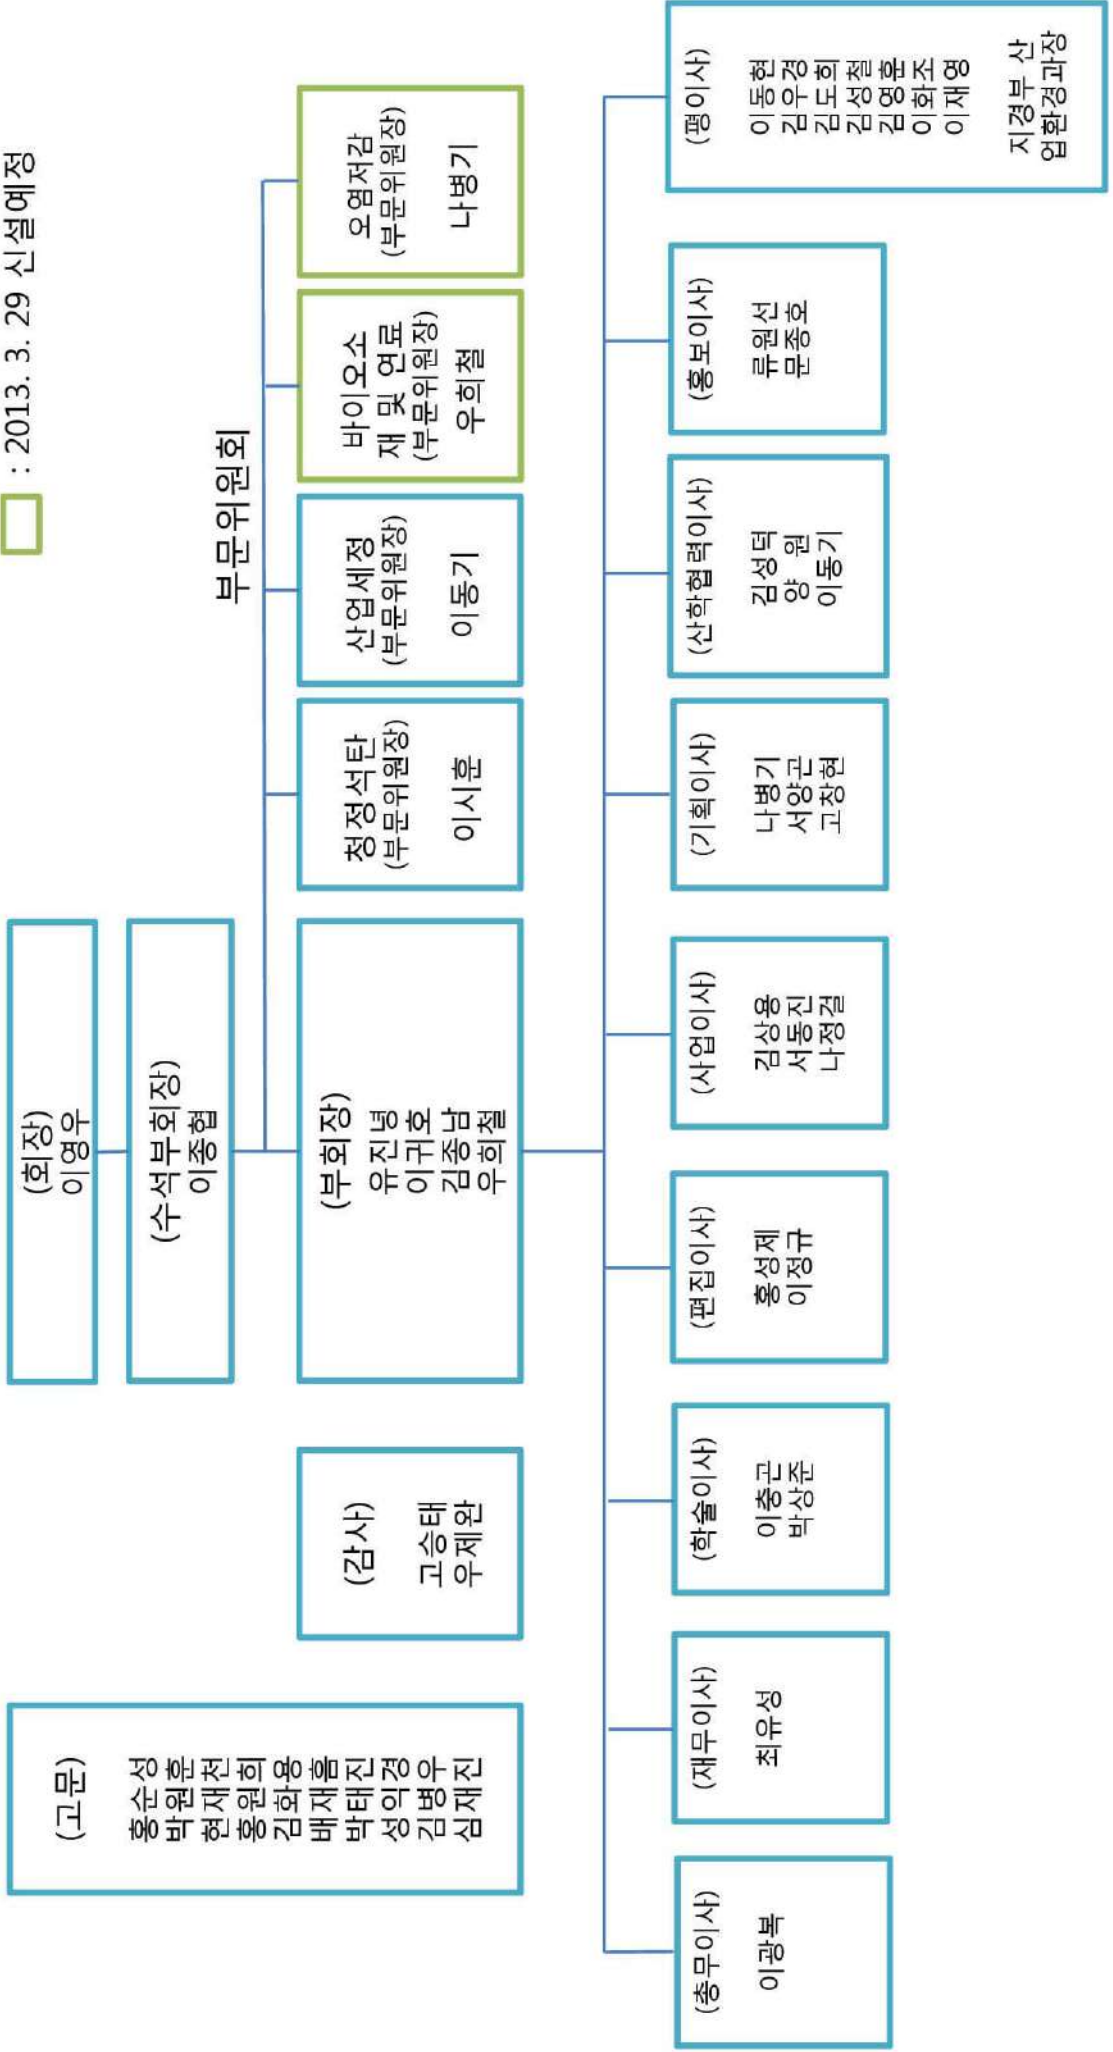 : 2013. 3. 29 신설예정
(고문)
홍순성
박원훈
현재천
홍원희
김화용
배재흠
박태진
성익경
김병우
심재진
(감사)
고승태
우제완
(회장)
이영우
(수석부회장)
이종협
(부회장)
유진녕
이귀호
김종남
우희철
부문위원회
청정석탄
(부문위원장)
이시훈
산업세정
(부문위원장)
이동기
바이오소
재 및 연료
(부문위원장)
우희철
오염저감
(부문위원장)
나병기
(총무이사)
이광복
(재무이사)
최유성
(학술이사)
이충곤
박상준
(편집이사)
홍성제
이정규
(사업이사)
김상용
서동진
나정걸
(기획이사)
나병기
서양곤
고창현
(산학협력이사)
김성덕
양 원
이동기
(홍보이사)
류원선
문종호
(평이사)
이동현
김우경
김도희
김성철
김영훈
이화조
이재영
지경부 산
업환경과장